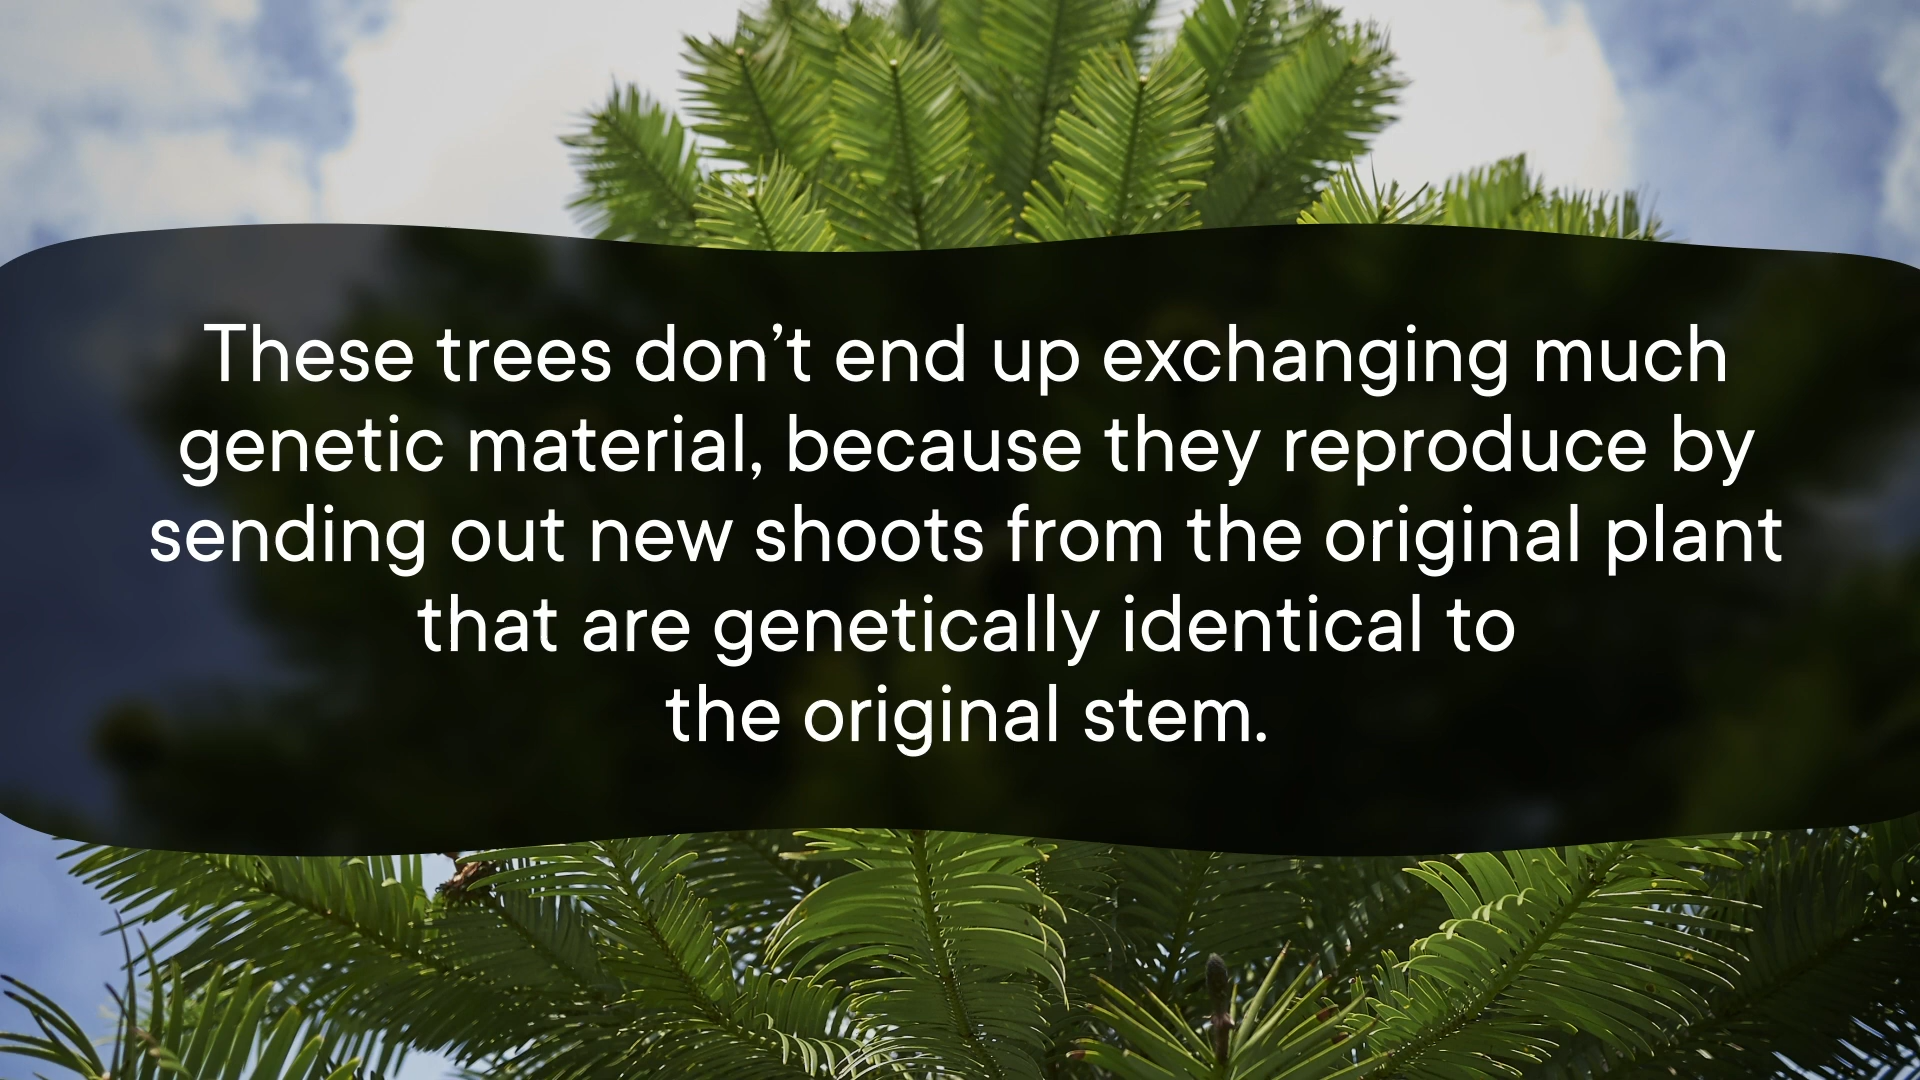 These trees don’t end up exchanging much
genetic material, because they reproduce by
sending out new shoots from the original plant
that are genetically identical to
the original stem.